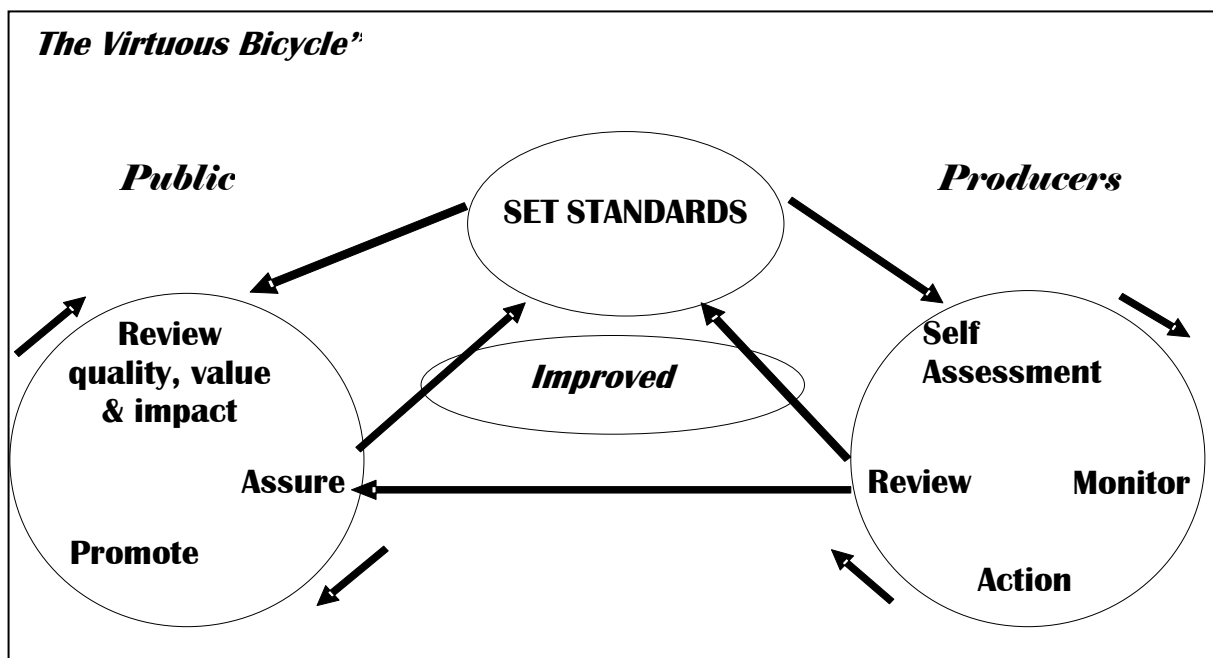 The Virtuous Bicycle”
Public
Producers
SET STANDARDS
Review
quality, value
& impact
Improved
Self
Assessment
Assure
Review
Monitor
Promote
Action